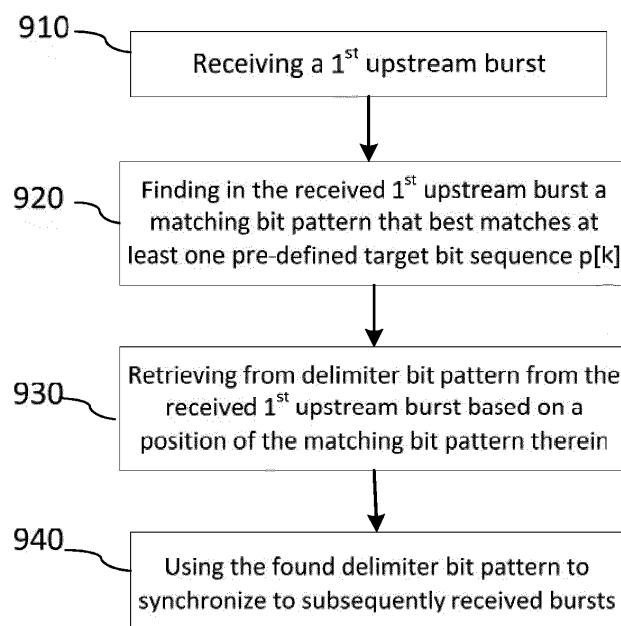 910
Receiving a 1st upstream burst
920
Finding in the received 1st upstream burst a
matching bit pattern that best matches at
least one pre-defined target bit sequence p[k]
930
Retrieving from delimiter bit pattern from the
received 1st upstream burst based on a
position of the matching bit pattern therein
940
Using the found delimiter bit pattern to
synchronize to subsequently received bursts